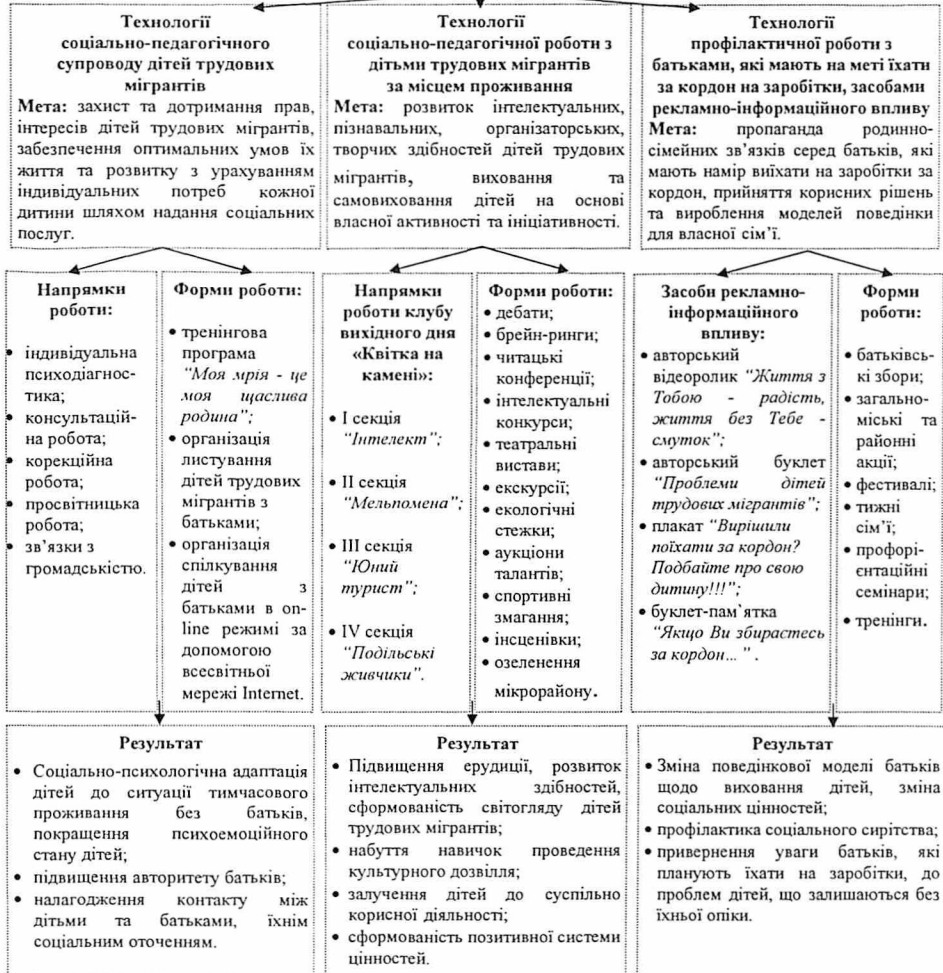 Технології
соціально-педагогічного
супроводу дітей трудових
мігрантів
Мета: захист та дотримання прав,
інтересів дітей трудових мігрантів,
забезпечення оптимальних умов їх
життя та розвитку з урахуванням
індивідуальних потреб кожної
дитини шляхом надання соціальних
послуг.
Технології
соціально-педагогічної роботи з
дітьми трудових мігрантів
за місцем проживання
Мета: розвиток інтелектуальних,
пізнавальних, організаторських,
творчих здібностей дітей трудових
мігрантів, виховання та
самовиховання дітей на основі
власної активності та ініціативності.
Технології
профілактичної роботи з
батьками, які мають на меті їхати
за кордон на заробітки, засобами
рекламно-інформаційного впливу
Мета: пропаганда родинно-
сімейних зв’язків серед батьків, які
мають намір виїхати на заробітки за
кордон, прийняття корисних рішень
та вироблення моделей поведінки
для власної сім’ї.
Напрямки
роботи:
• індивідуальна
психодіагнос-
тика;
• консультацій-
на робота;
• корекційна
робота;
• просвітницька
робота;
• зв’язки з
громадськістю.
Форми роботи:
• тренінгова
програма
"Моя мрія - це
моя щаслива
родина";
• організація
листування
дітей трудових
мігрантів з
батьками;
• організація
спілкування
дітей з
батьками в on-
line режимі за
допомогою
всесвітньої
мережі Internet.
Напрямки
роботи клубу
вихідного дня
«Квітка на
камені»:
• І секція
"Інтелект";
• ІІ секція
"Мельпомена";
• ІІІ секція
"Юний
турист";
• IV секція
"Подільські
живчики".
Форми роботи:
• дебати;
• брейн-ринги;
• читацькі
конференції;
• інтелектуальні
конкурси;
• театральні
вистави;
• екскурсії;
• екологічні
стежки;
• аукціони
талантів;
• спортивні
змагання;
• інсценівки;
• озеленення
мікрорайону.
Засоби рекламно-
інформаційного
впливу:
• авторський
відеоролик "Життя з
Тобою - радість,
життя без Тебе -
смуток";
• авторський буклет
"Проблеми дітей
трудових мігрантів";
• плакат "Вирішили
поїхати за кордон?
Подбайте про свою
дитину!!!";
• буклет-пам`ятка
"Якщо Ви збираєтесь
за кордон... " .
Форми
роботи:
• батьківсь-
кі збори;
• загально-
міські та
районні
акції;
• фестивалі;
• тижні
сім’ї;
• профорі-
єнтаційні
семінари;
• тренінги.
Результат
• Соціально-психологічна адаптація
дітей до ситуації тимчасового
проживання без батьків,
покращення психоемоційного
стану дітей;
• підвищення авторитету батьків;
• налагодження контакту між
дітьми та батьками, їхнім
соціальним оточенням.
Результат
• Підвищення ерудиції, розвиток
інтелектуальних здібностей,
сформованість світогляду дітей
трудових мігрантів;
• набуття навичок проведення
культурного дозвілля;
• залучення дітей до суспільно
корисної діяльності;
• сформованість позитивної системи
цінностей.
Результат
• Зміна поведінкової моделі батьків
щодо виховання дітей, зміна
соціальних цінностей;
• профілактика соціального сирітства;
• привернення уваги батьків, які
планують їхати на заробітки, до
проблем дітей, що залишаються без
їхньої опіки.